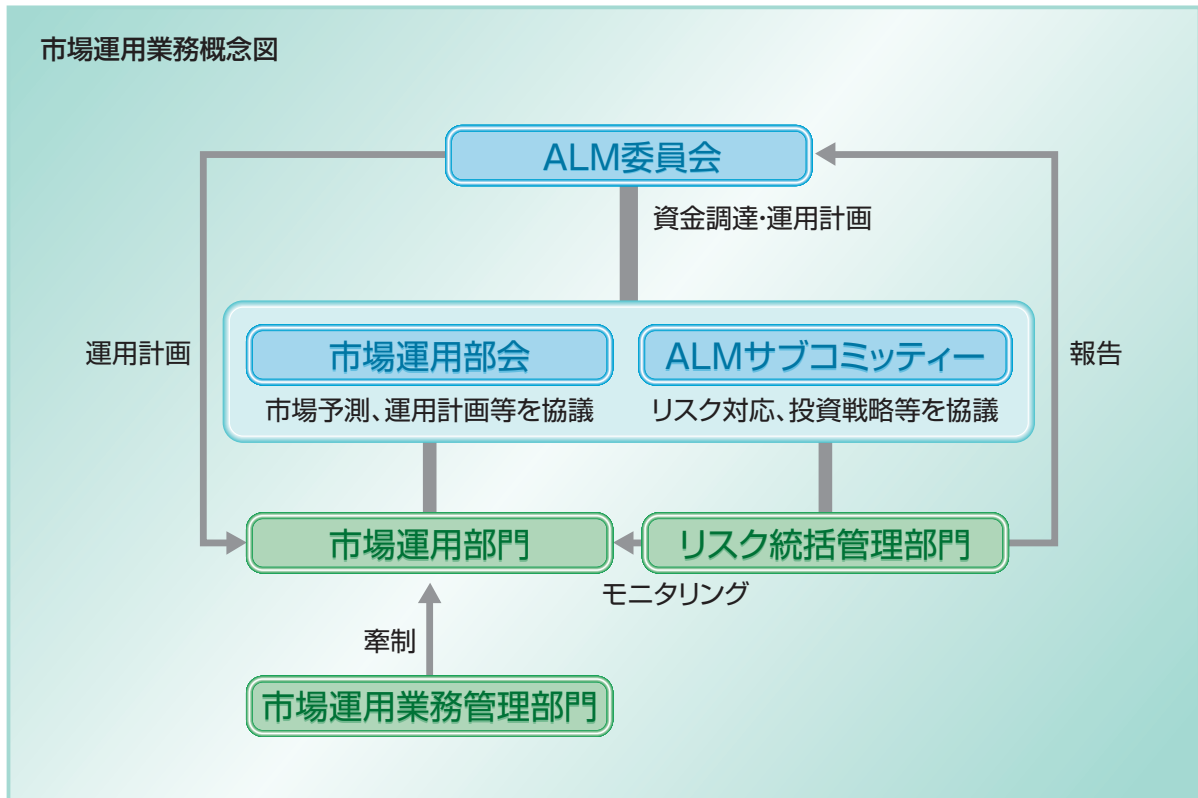 市場運用業務概念図
ALM委員会
資金調達・運用計画
運用計画
市場運用部会
ALMサブコミッティー
報告
市場予測、運用計画等を協議
リスク対応、投資戦略等を協議
市場運用部門
リスク統括管理部門
モニタリング
牽制
市場運用業務管理部門